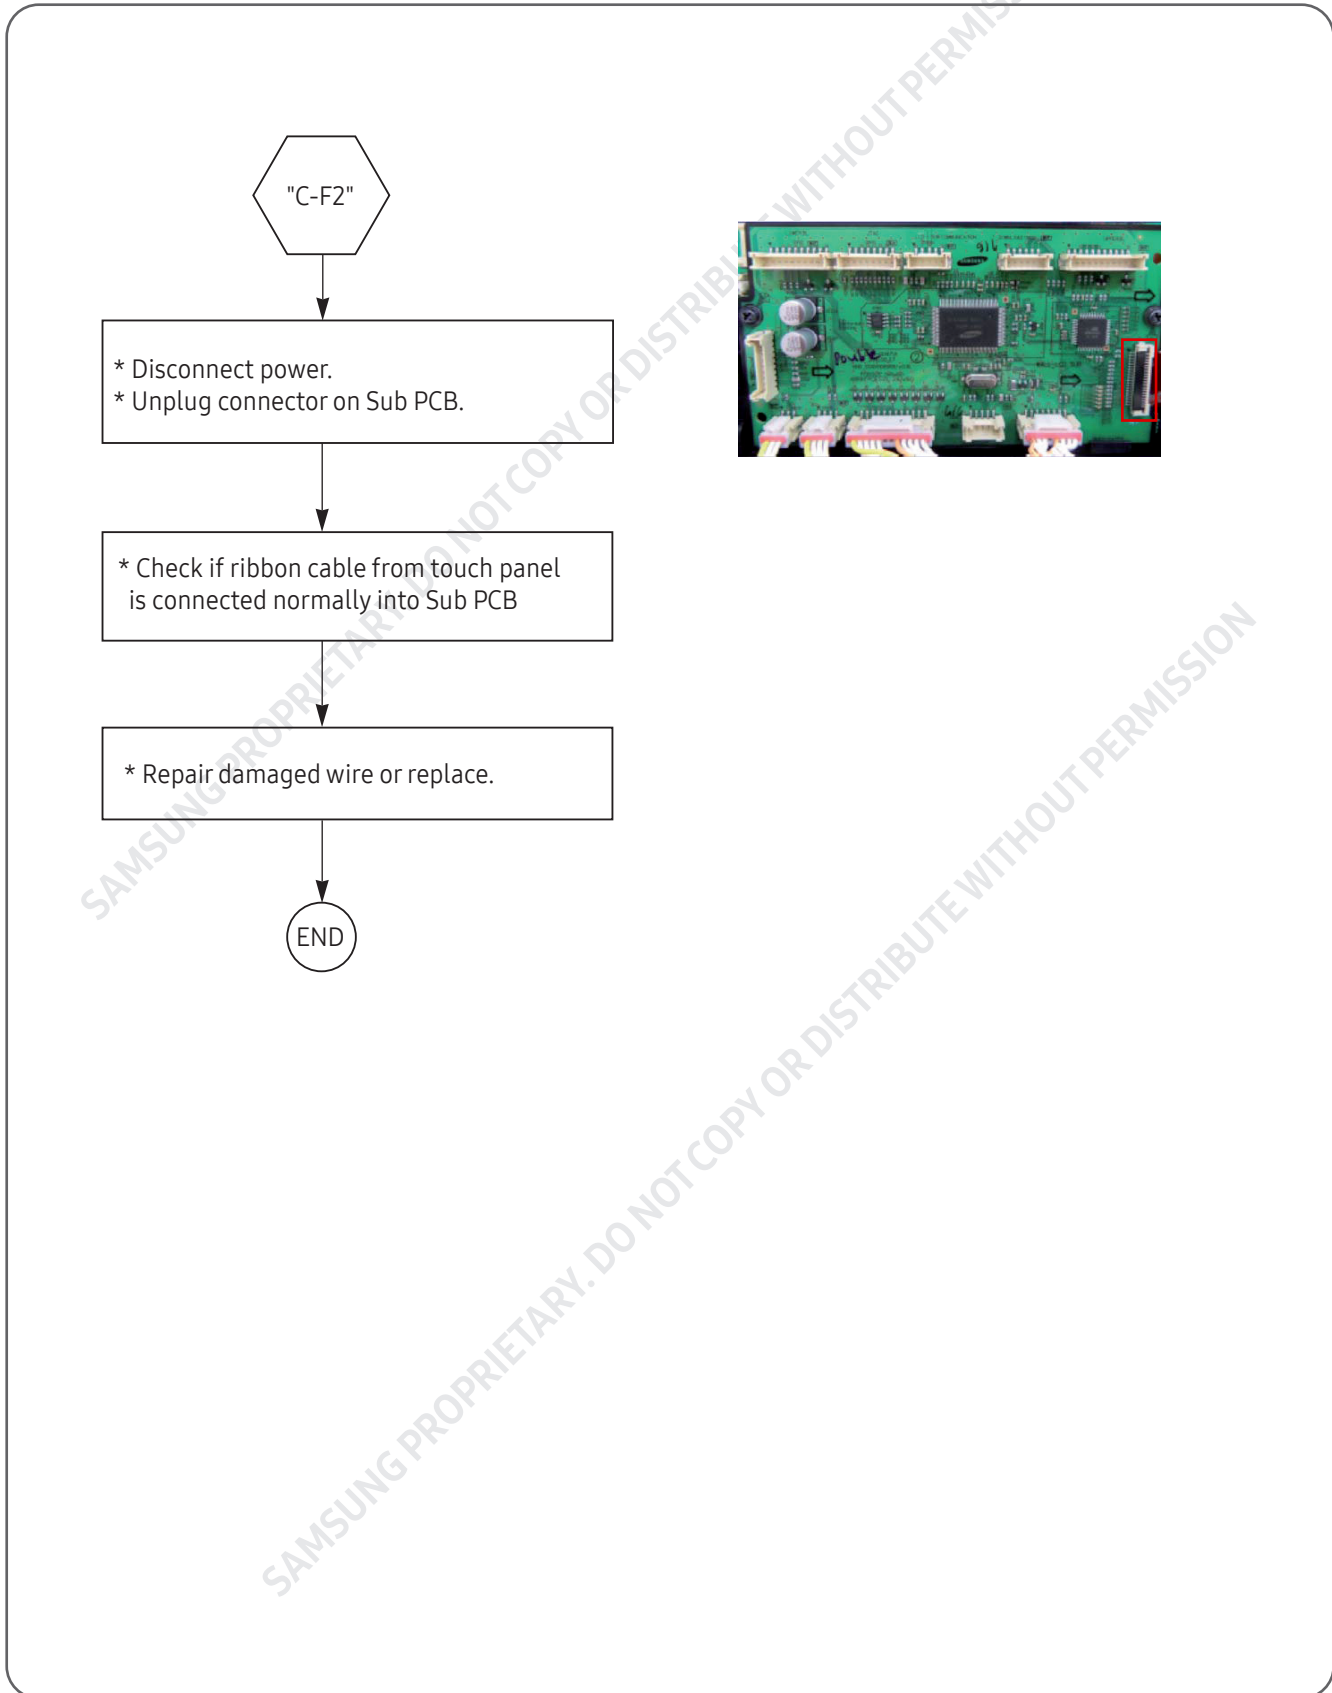 "C-F2"
* Disconnect power.
* Unplug connector on Sub PCB.
* Check if ribbon cable from touch panel
is connected normally into Sub PCB
* Repair damaged wire or replace.
END
SAMSUNG PROPRIETARY. DO NOT COPY OR DISTRIBUTE WITHOUT PERMISSION
SAMSUNG PROPRIETARY. DO NOT COPY OR DISTRIBUTE WITHOUT PERMISSION
SAMSUNG
Double